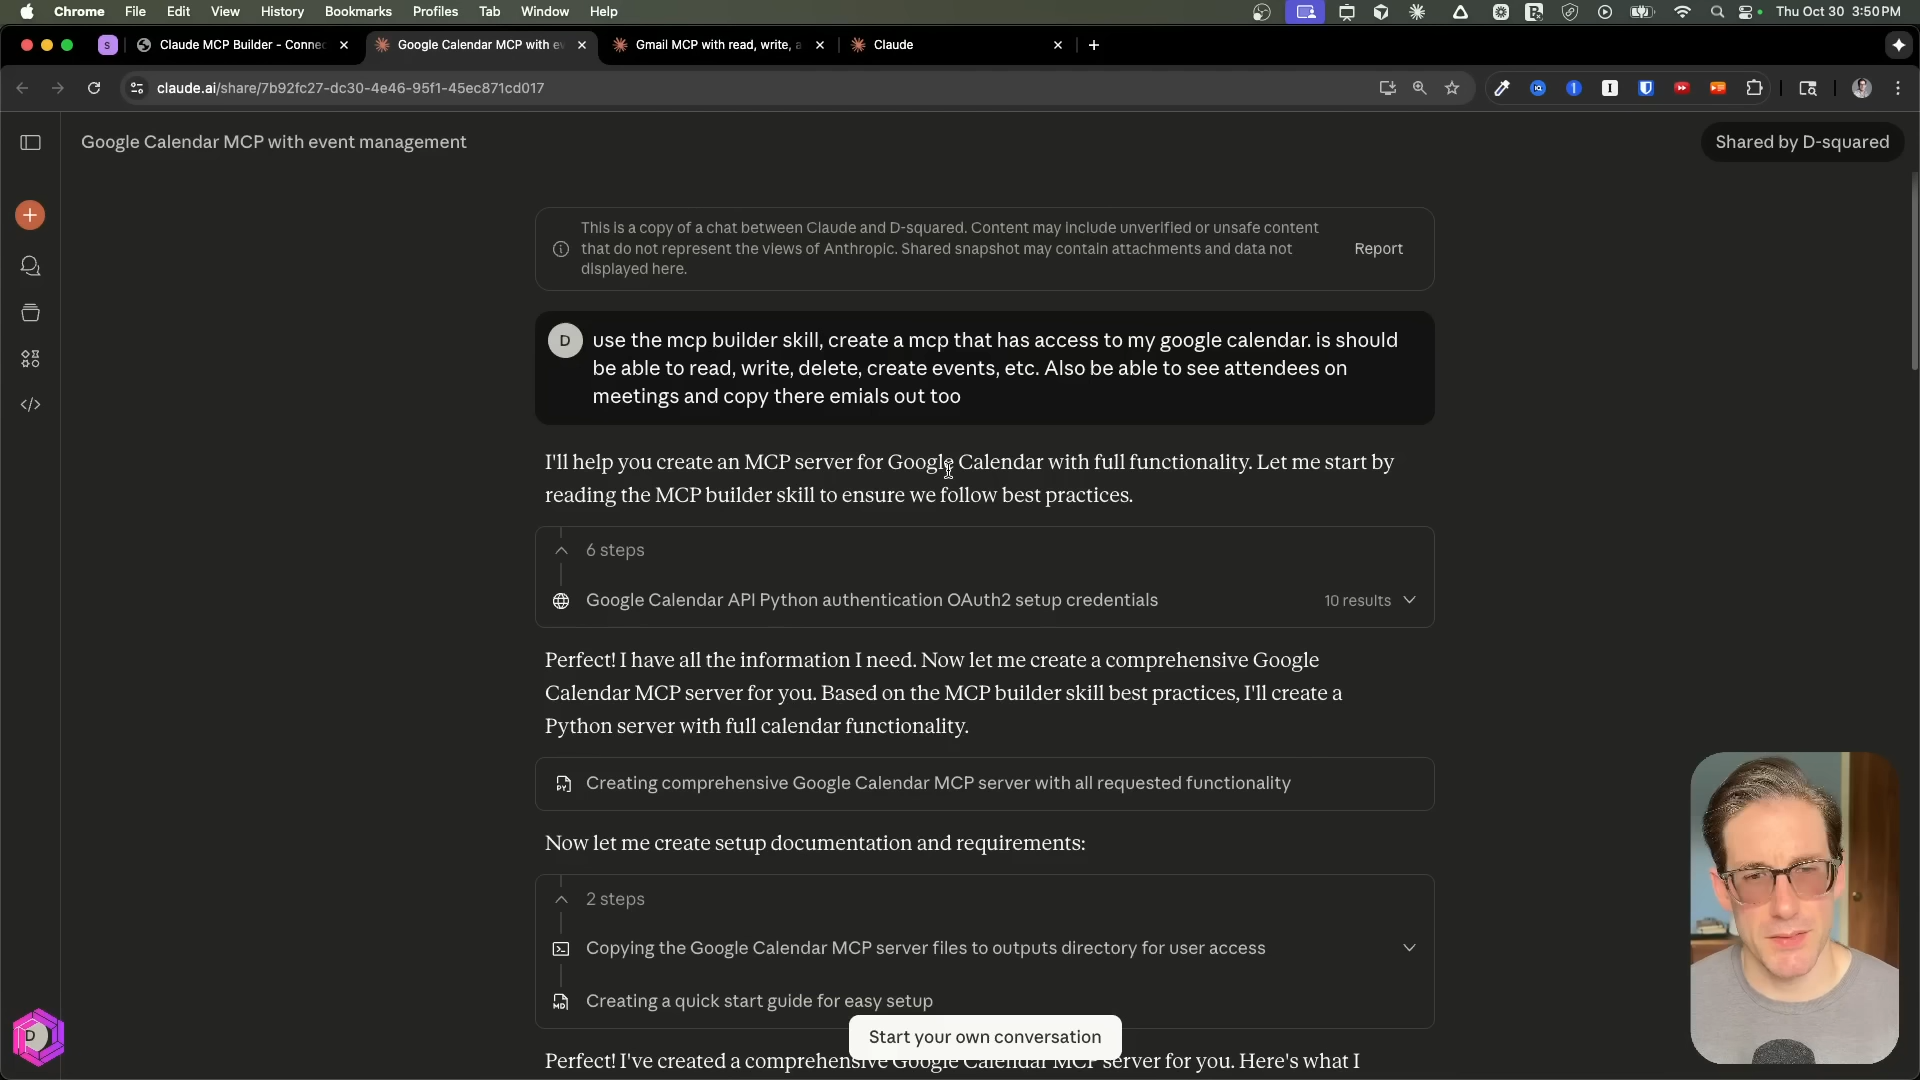 Chrome File Edit View History Bookmarks Profiles Tab Window Help Thu Oct 30 3:50 PM
S Claude MCP Builder - Connec Google Calendar MCP with ev Gmail MCP with read, write, a Claude
claude.ai/share/7b92fc27-dc30-4e46-95f1-45ec871cd017
Google Calendar MCP with event management
Shared by D-squared
This is a copy of a chat between Claude and D-squared. Content may include unverified or unsafe content
that do not represent the views of Anthropic. Shared snapshot may contain attachments and data not
displayed here.
Report
D
use the mcp builder skill, create a mcp that has access to my google calendar. is should
be able to read, write, delete, create events, etc. Also be able to see attendees on
meetings and copy there emials out too
I'll help you create an MCP server for Google Calendar with full functionality. Let me start by
reading the MCP builder skill to ensure we follow best practices.
6 steps
Google Calendar API Python authentication OAuth2 setup credentials 10 results
Perfect! I have all the information I need. Now let me create a comprehensive Google
Calendar MCP server for you. Based on the MCP builder skill best practices, I'll create a
Python server with full calendar functionality.
Creating comprehensive Google Calendar MCP server with all requested functionality
Now let me create setup documentation and requirements:
2 steps
Copying the Google Calendar MCP server files to outputs directory for user access
Creating a quick start guide for easy setup
Start your own conversation
D
Perfect! I've created a comprehensive Google Calendar MCP server for you. Here's what I